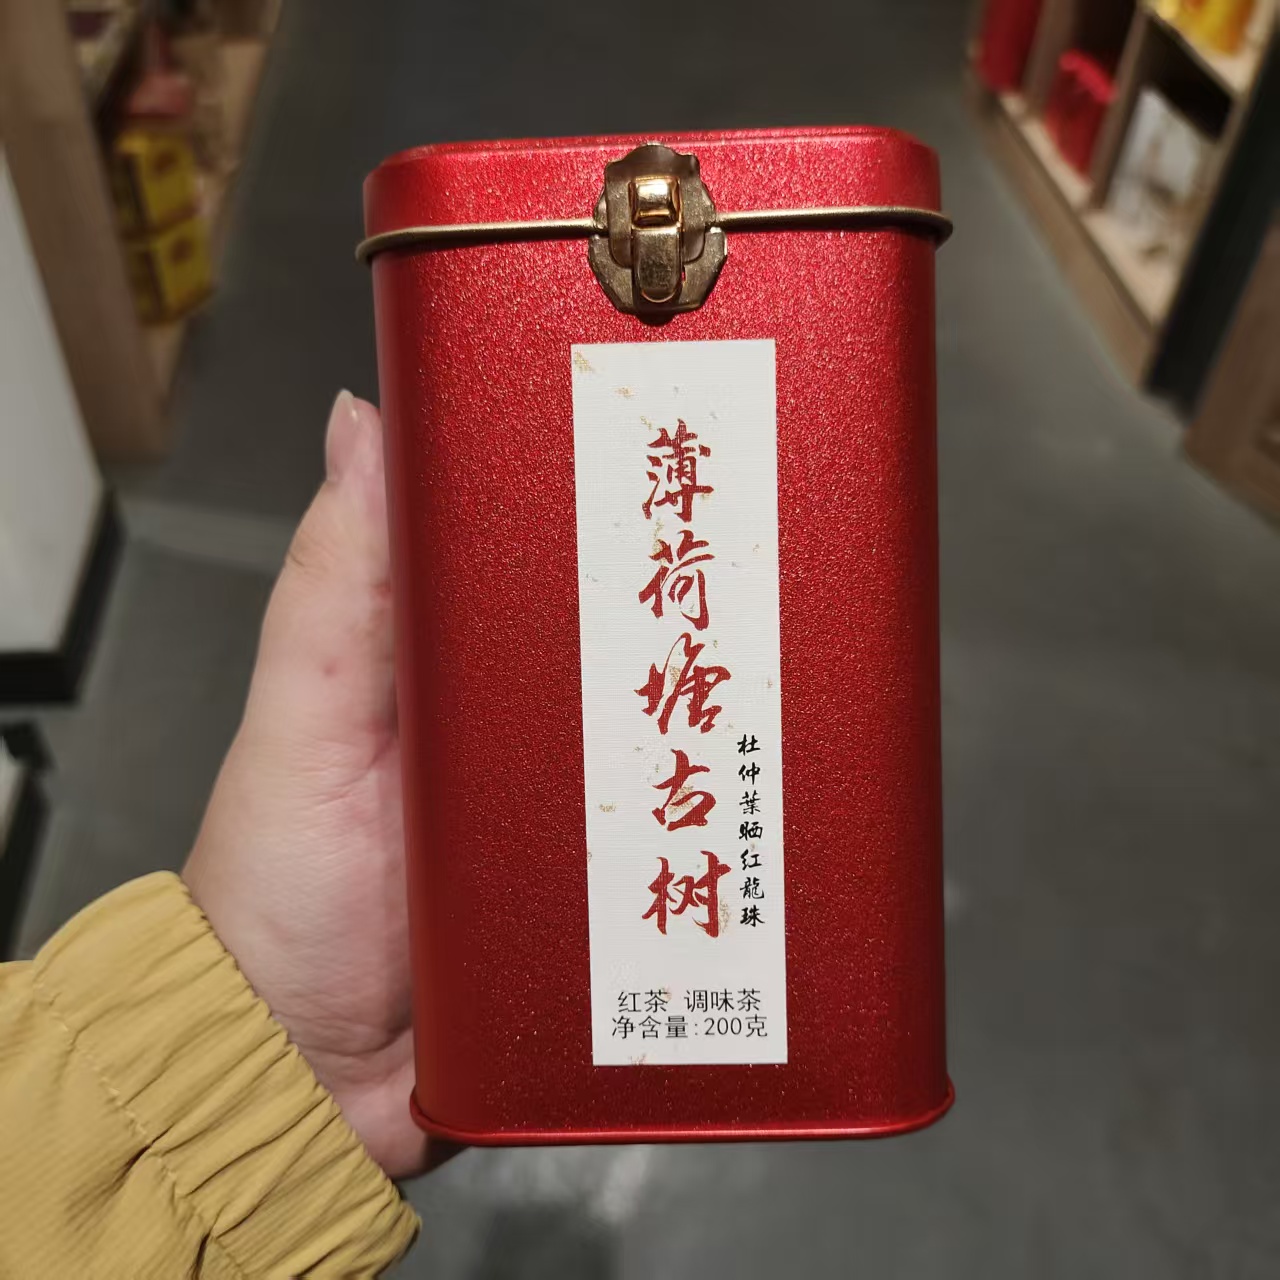 薄荷塘古树
杜仲葉晒红龍珠
红茶 调味茶
净含量:200克